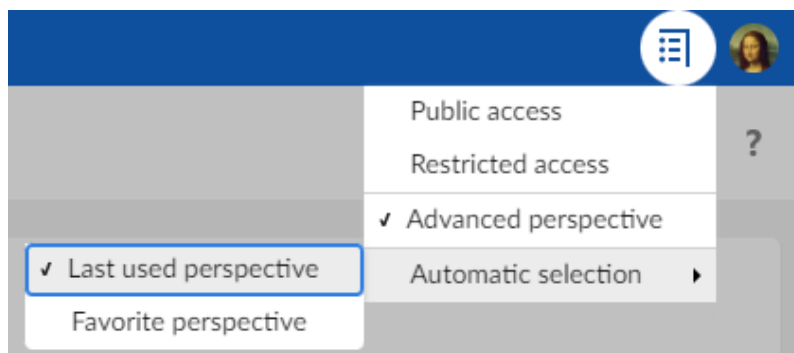 Public access
?
Restricted access
✓ Advanced perspective
✓ Last used perspective
Automatic selection
Favorite perspective